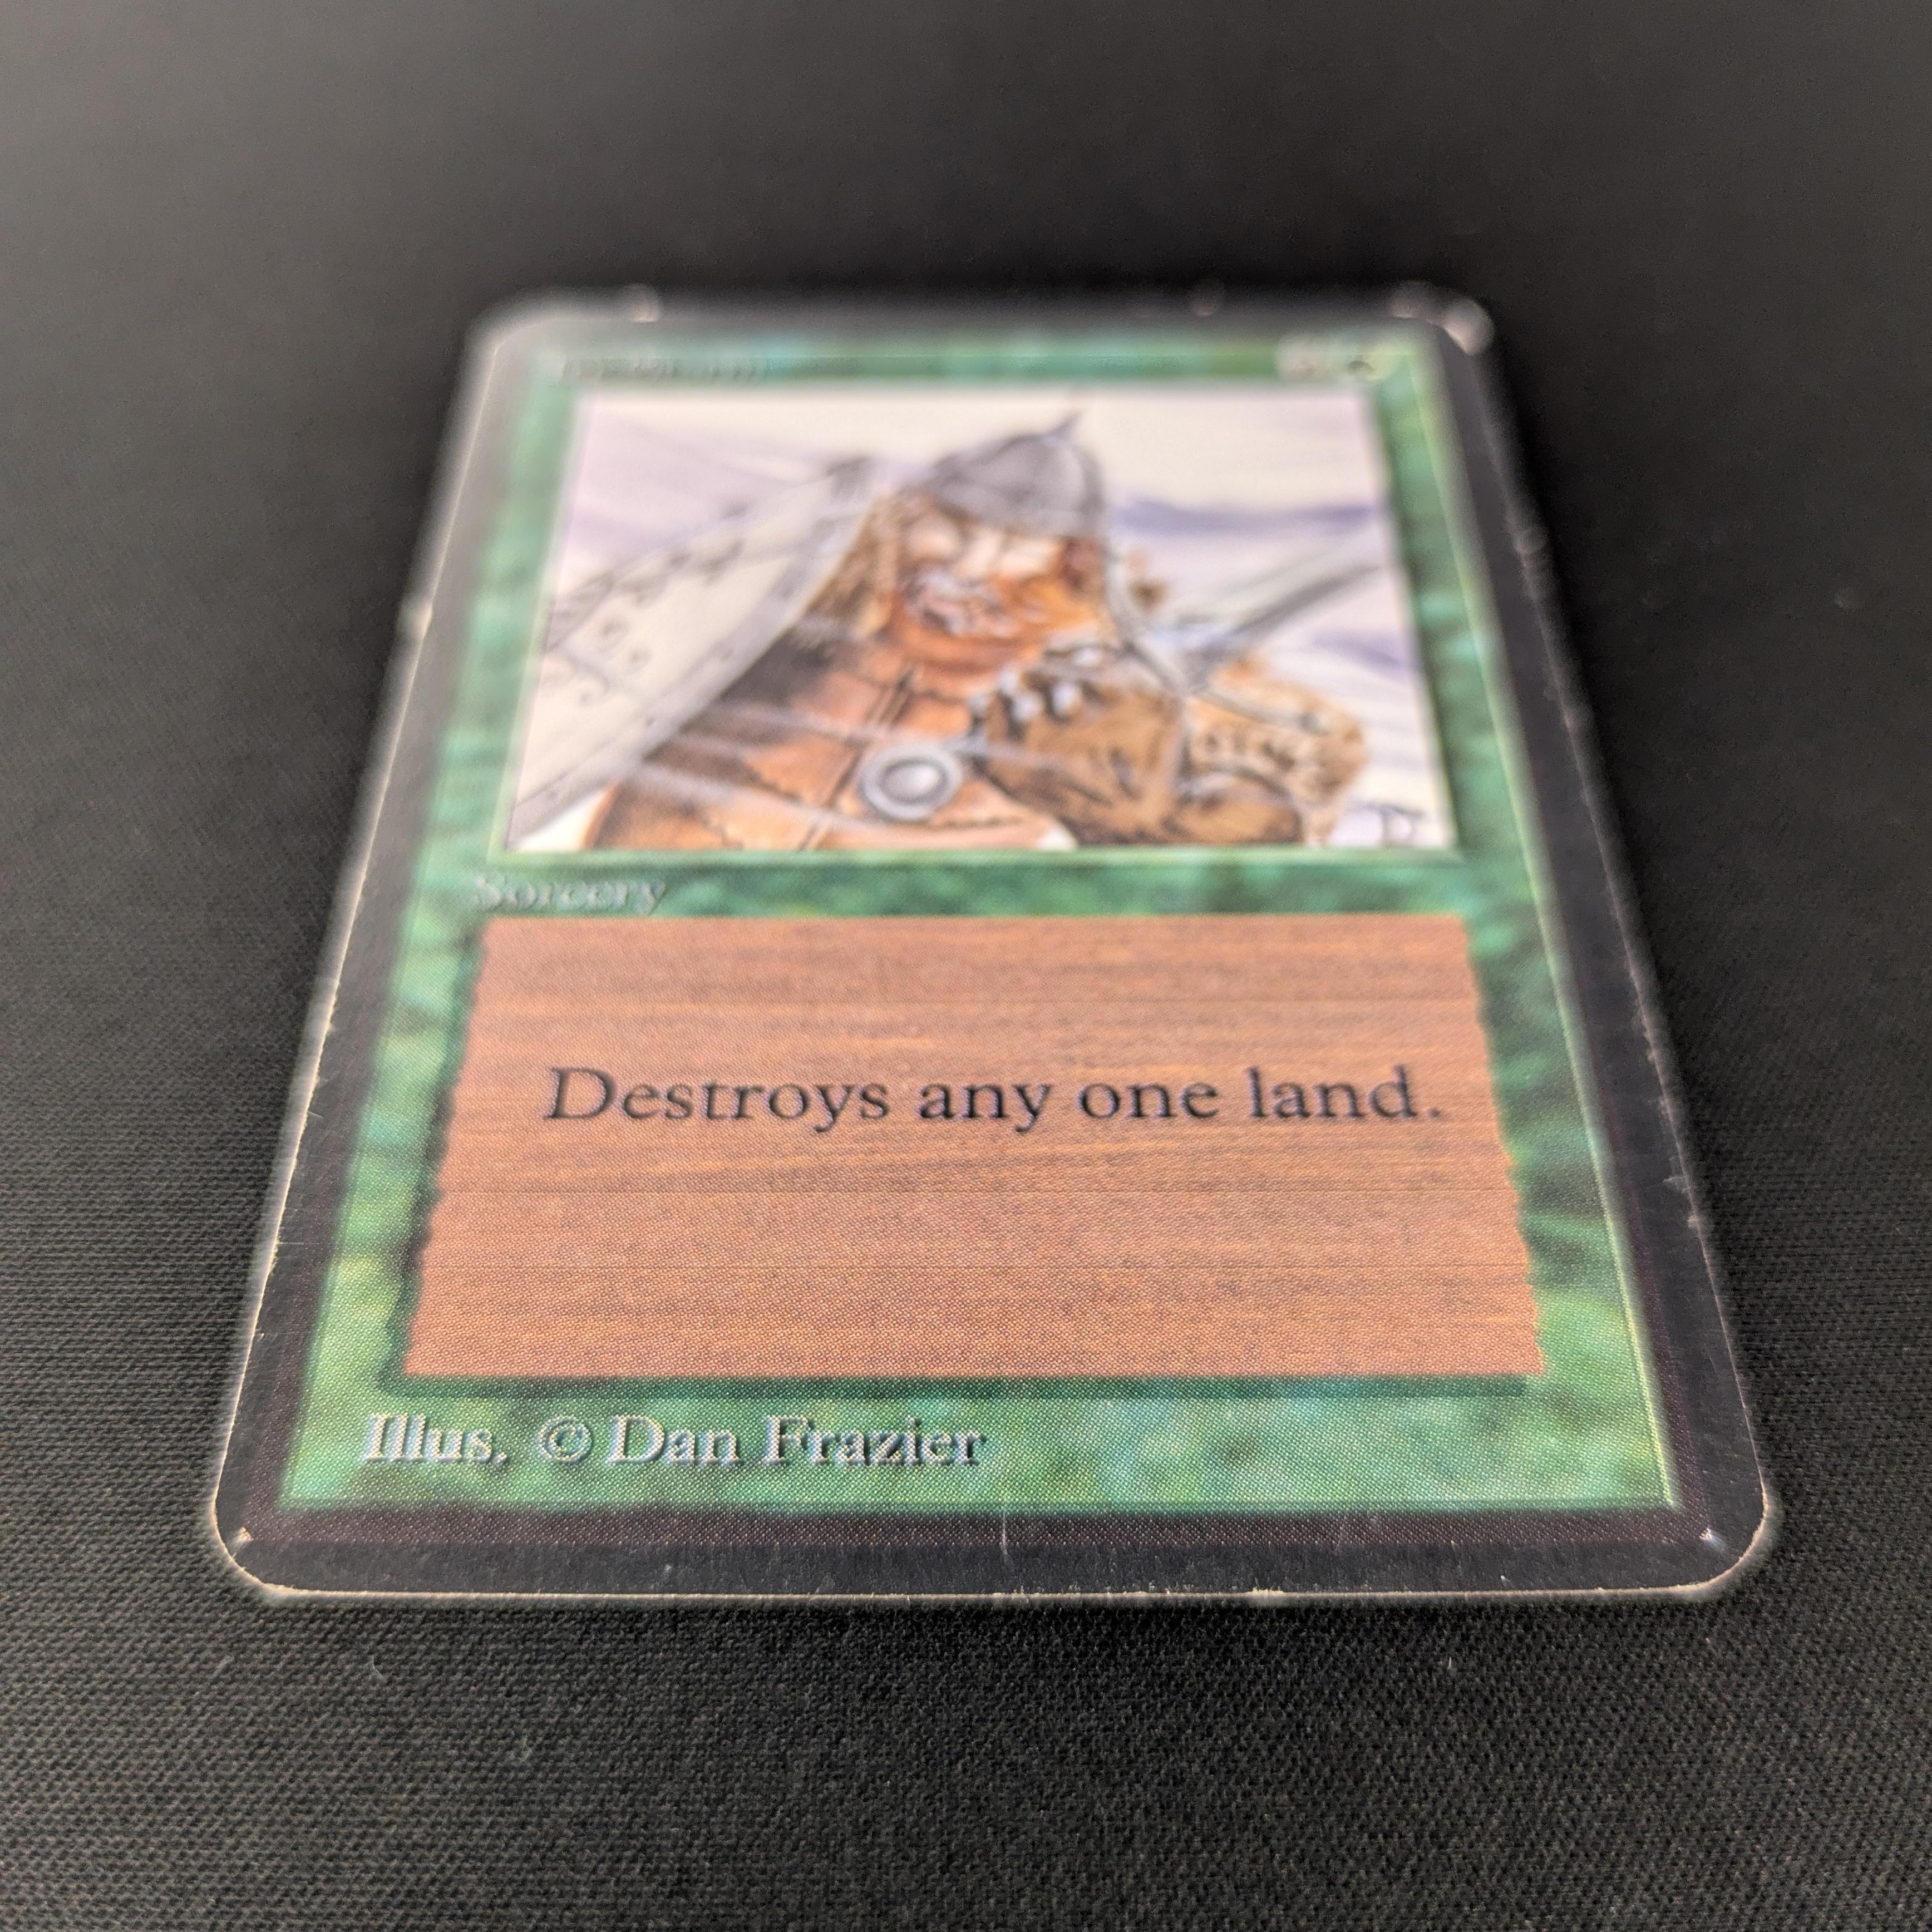 Sorcery
Destroys any one land.
Illus. © Dan Frazier